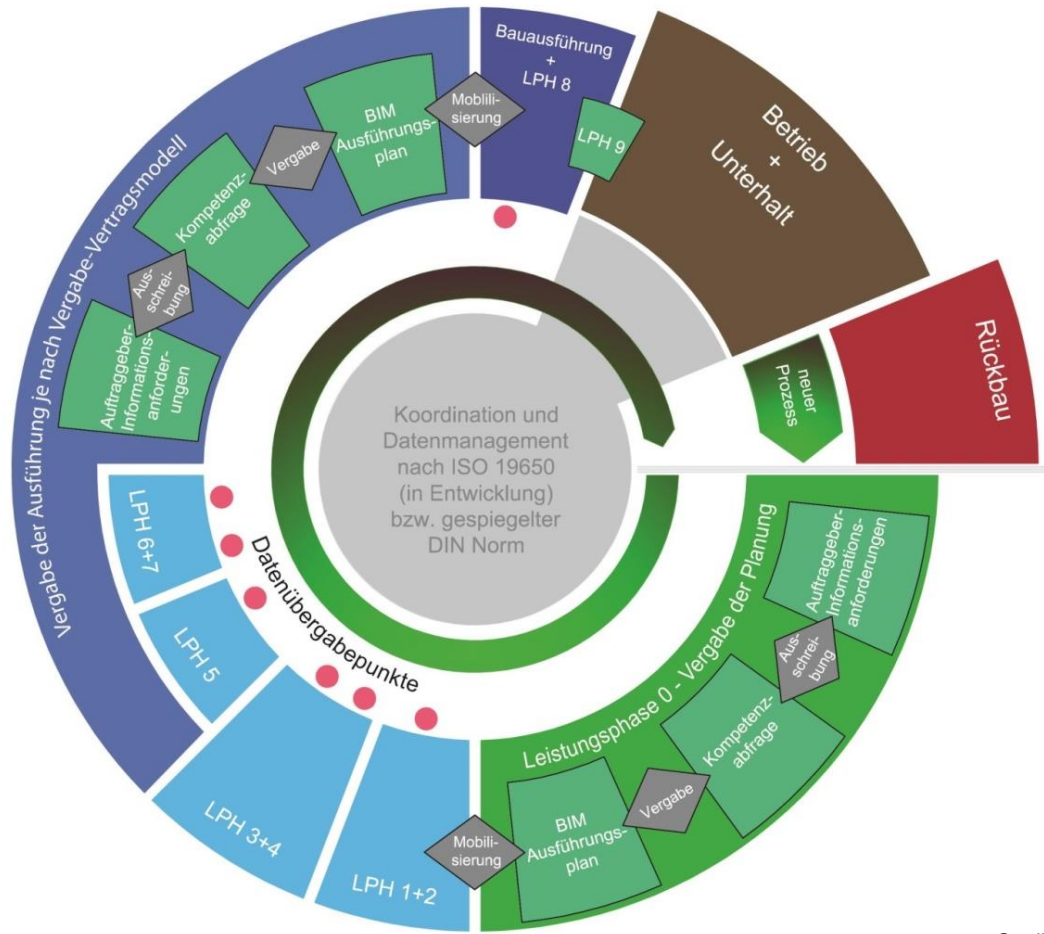 Bauausführung
+
LPH 8
LPH 9
Betrieb
+
Unterhalt
Rückbau
neuer
Prozess
Vergabe der Ausführung je nach Vergabe-Vertragsmodell
Auftraggeber-
Informations-
anforder-
ungen
Aus-
schrei-
bung
Kompetenz-
abfrage
Vergabe
BIM
Ausführungs-
plan
Moblili-
sierung
Koordination und
Datenmanagement
nach ISO 19650
(in Entwicklung)
bzw. gespiegelter
DIN Norm
Datenübergabepunkte
LPH 6+7
LPH 5
LPH 3+4
LPH 1+2
Mobili-
sierung
Leistungsphase 0 - Vergabe der Planung
BIM
Ausführungs-
plan
Vergabe
Kompetenz-
abfrage
Aus-
schrei-
bung
Auftraggeber-
Informations-
anforderungen